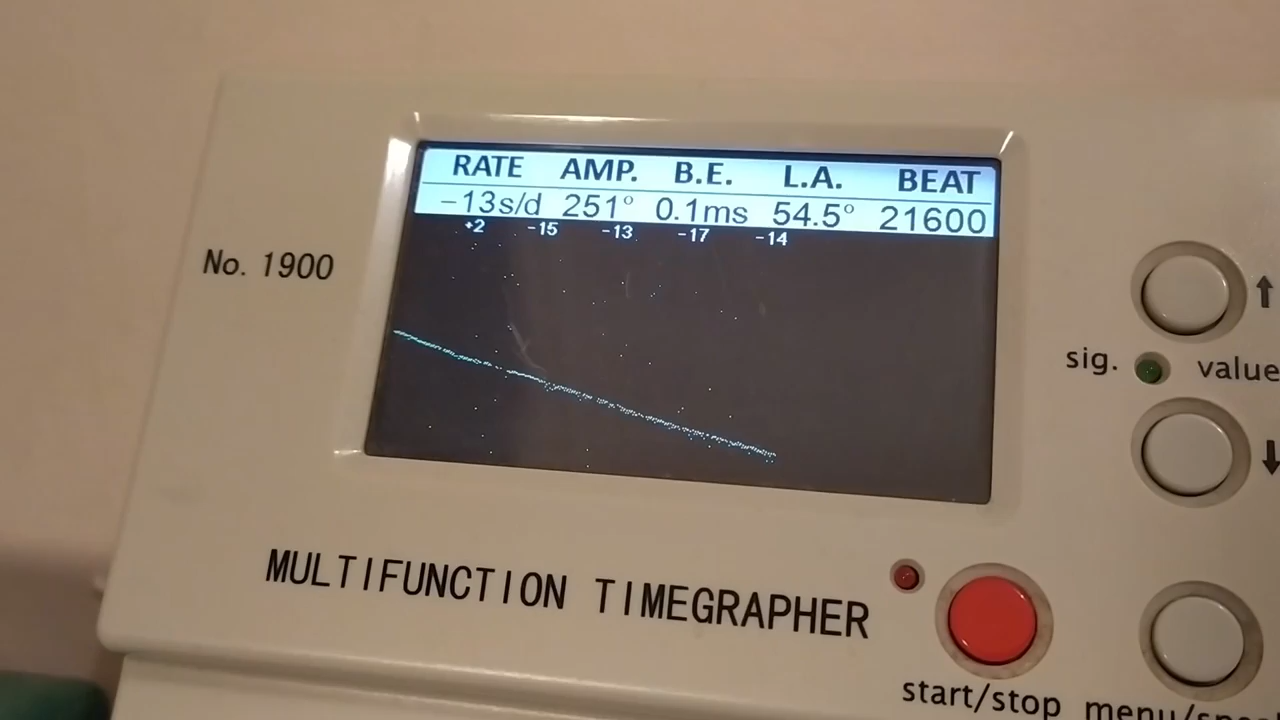 RATE AMP. B.E. L.A. BEAT
-13s/d 251° 0.1ms 54.5° 21600
+2 -15 -13 -17 -14
No. 1900
↑
sig. value
↓
MULTIFUNCTION TIMEGRAPHER
start/stop menu/